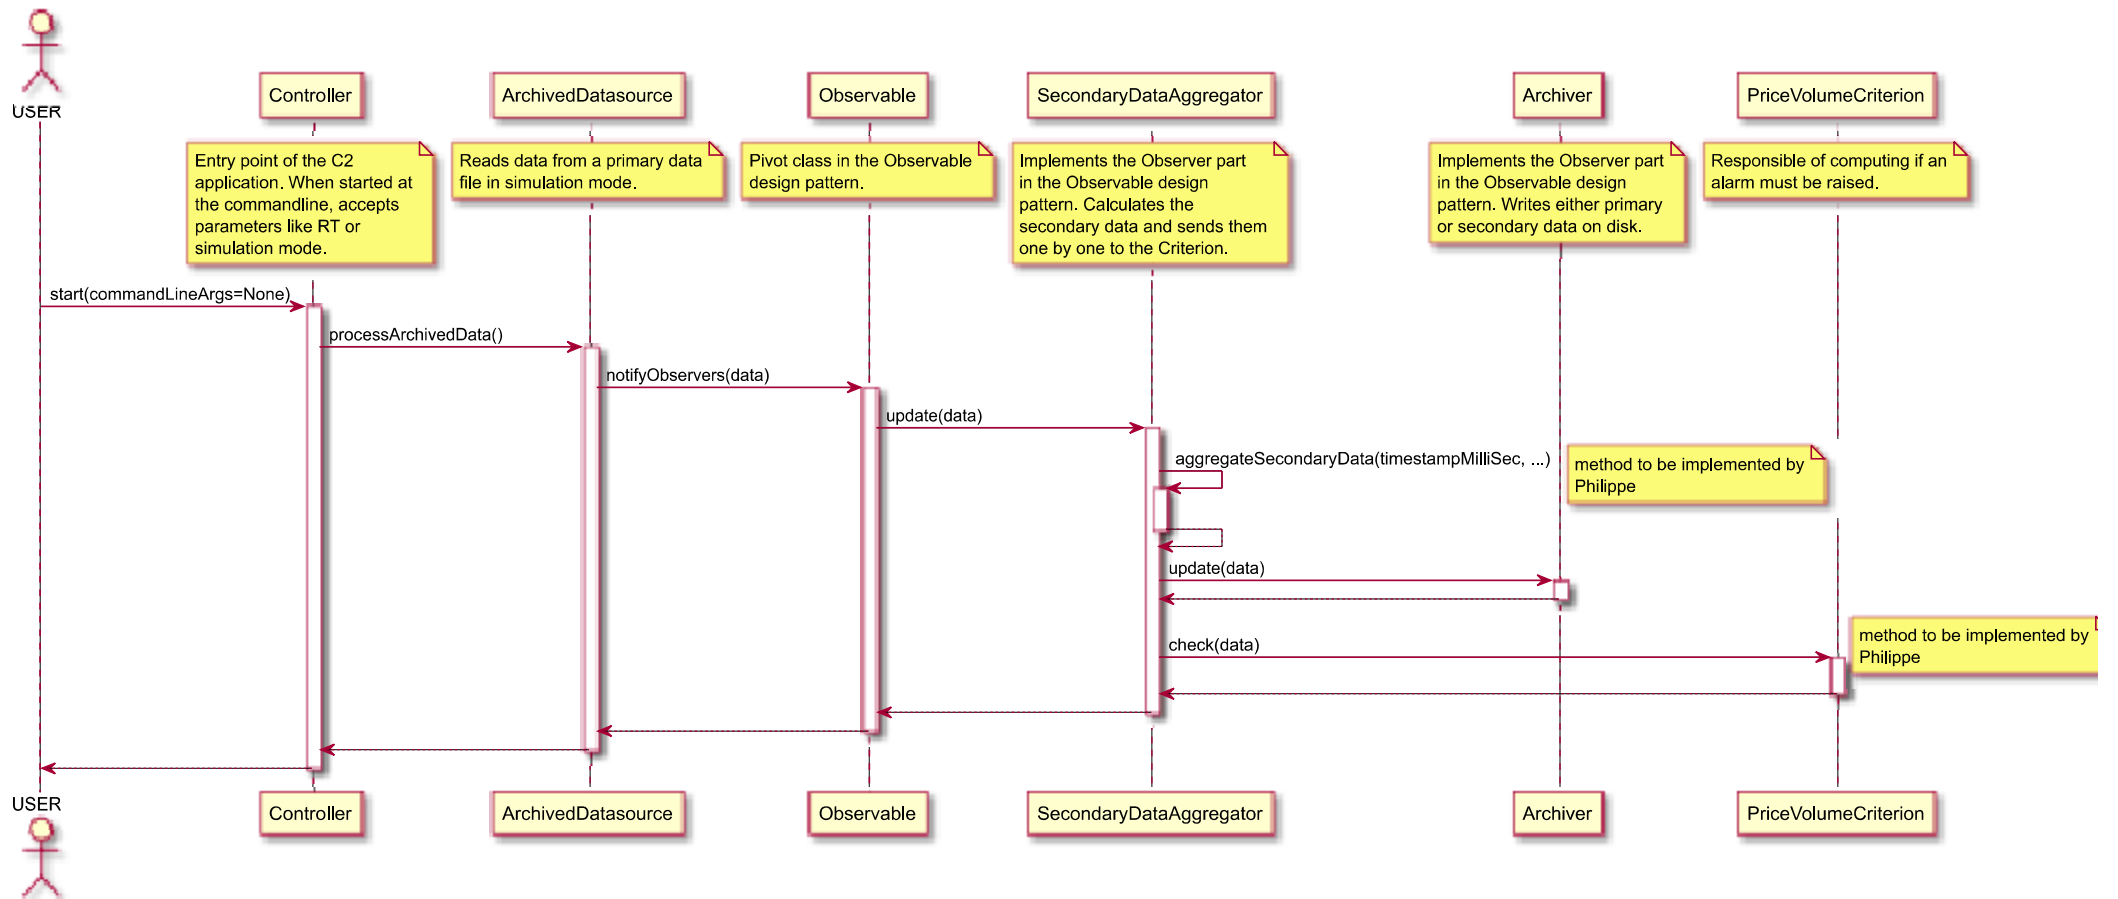 USER
Controller
ArchivedDatasource
Observable
SecondaryDataAggregator
Archiver
PriceVolumeCriterion
Entry point of the C2
application. When started at
the commandline, accepts
parameters like RT or
simulation mode.
Reads data from a primary data
file in simulation mode.
Pivot class in the Observable
design pattern.
Implements the Observer part
in the Observable design
pattern. Calculates the
secondary data and sends them
one by one to the Criterion.
Implements the Observer part
in the Observable design
pattern. Writes either primary
or secondary data on disk.
Responsible of computing if an
alarm must be raised.
start(commandLineArgs=None)
processArchivedData()
notifyObservers(data)
update(data)
aggregateSecondaryData(timestampMilliSec, ...)
method to be implemented by
Philippe
update(data)
check(data)
method to be implemented by
Philippe
USER
Controller
ArchivedDatasource
Observable
SecondaryDataAggregator
Archiver
PriceVolumeCriterion